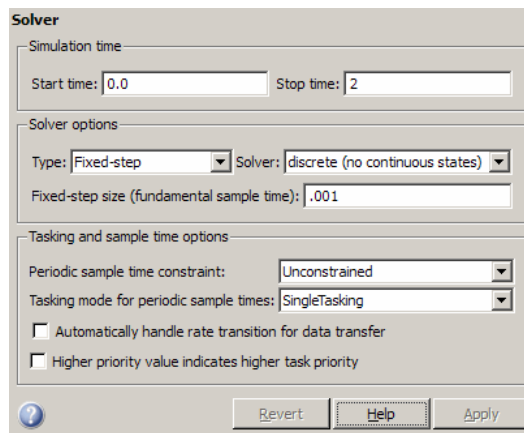 Solver
Simulation time
Start time: 0.0 Stop time: 2
Solver options
Type: Fixed-step Solver: discrete (no continuous states)
Fixed-step size (fundamental sample time): .001
Tasking and sample time options
Periodic sample time constraint: Unconstrained
Tasking mode for periodic sample times: SingleTasking
Automatically handle rate transition for data transfer
Higher priority value indicates higher task priority
? Revert Help Apply